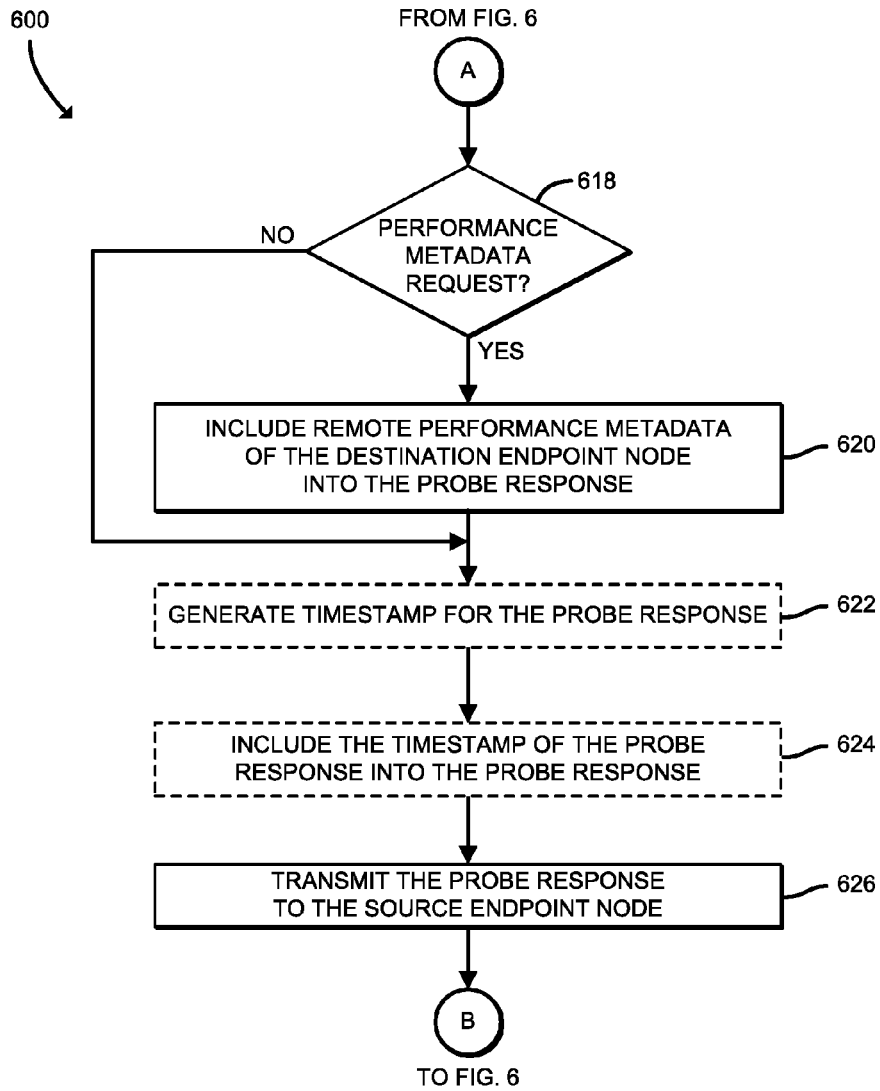 600
FROM FIG. 6
A
618
PERFORMANCE
METADATA
REQUEST?
NO
YES
INCLUDE REMOTE PERFORMANCE METADATA
OF THE DESTINATION ENDPOINT NODE
INTO THE PROBE RESPONSE
620
GENERATE TIMESTAMP FOR THE PROBE RESPONSE
622
INCLUDE THE TIMESTAMP OF THE PROBE
RESPONSE INTO THE PROBE RESPONSE
624
TRANSMIT THE PROBE RESPONSE
TO THE SOURCE ENDPOINT NODE
626
B
TO FIG. 6